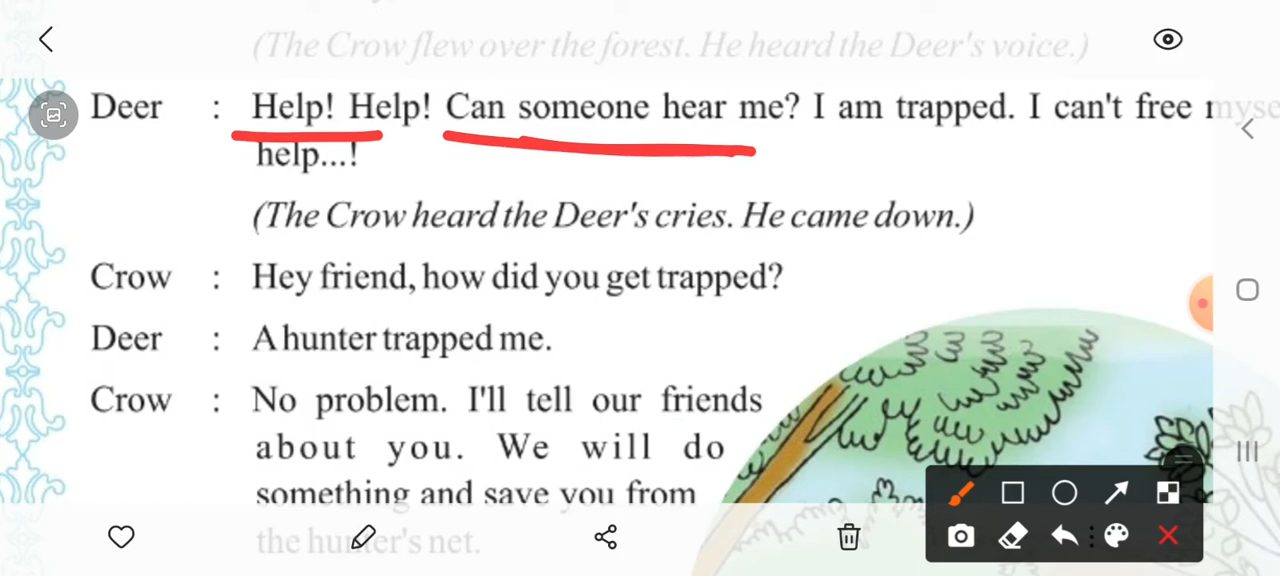 (The Crow flew over the forest. He heard the Deer's voice.)
Deer : Help! Help! Can someone hear me? I am trapped. I can't free myse
help...!
(The Crow heard the Deer's cries. He came down.)
Crow : Hey friend, how did you get trapped?
Deer : A hunter trapped me.
Crow : No problem. I'll tell our friends
about you. We will do
something and save you from
the hunter's net.